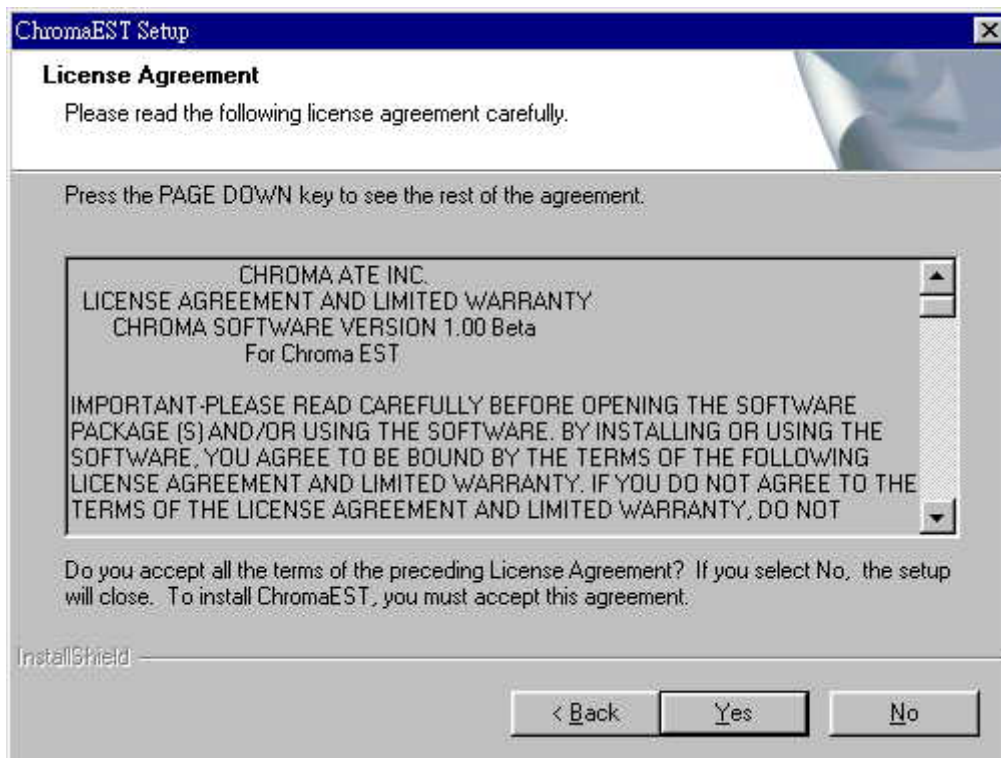 ChromaEST Setup
License Agreement
Please read the following license agreement carefully.
Press the PAGE DOWN key to see the rest of the agreement.
CHROMA ATE INC.
LICENSE AGREEMENT AND LIMITED WARRANTY
CHROMA SOFTWARE VERSION 1.00 Beta
For Chroma EST
IMPORTANT-PLEASE READ CAREFULLY BEFORE OPENING THE SOFTWARE
PACKAGE (S) AND/OR USING THE SOFTWARE. BY INSTALLING OR USING THE
SOFTWARE, YOU AGREE TO BE BOUND BY THE TERMS OF THE FOLLOWING
LICENSE AGREEMENT AND LIMITED WARRANTY. IF YOU DO NOT AGREE TO THE
TERMS OF THE LICENSE AGREEMENT AND LIMITED WARRANTY, DO NOT
Do you accept all the terms of the preceding License Agreement? If you select No, the setup
will close. To install ChromaEST, you must accept this agreement.
InstallShield
< Back Yes No